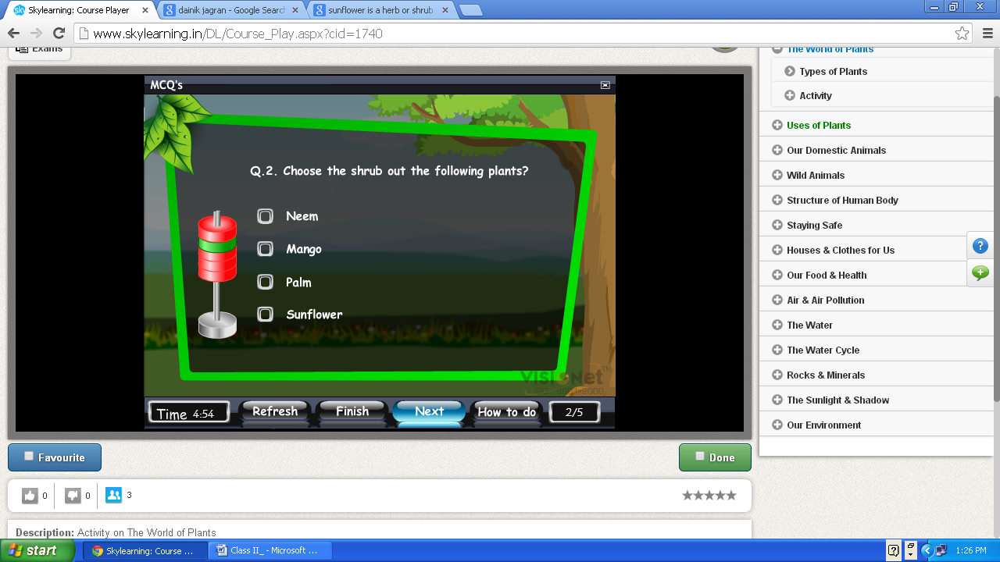 Skylearning: Course Player
dainik jagran - Google Search
sunflower is a herb or shrub
www.skylearning.in/DL/Course_Play.aspx?cid=1740
Exams
The World of Plants
Types of Plants
Activity
Uses of Plants
Our Domestic Animals
Wild Animals
Structure of Human Body
Staying Safe
Houses & Clothes for Us
Our Food & Health
Air & Air Pollution
The Water
The Water Cycle
Rocks & Minerals
The Sunlight & Shadow
Our Environment
MCQ's
Q.2. Choose the shrub out the following plants?
Neem
Mango
Palm
Sunflower
VISIONet TM
ISO : 9001-2000
Time 4:54
Refresh
Finish
Next
How to do
2/5
Favourite
Done
0
0
3
Description: Activity on The World of Plants
start
Skylearning: Course ...
Class II_ - Microsoft ...
1:26 PM